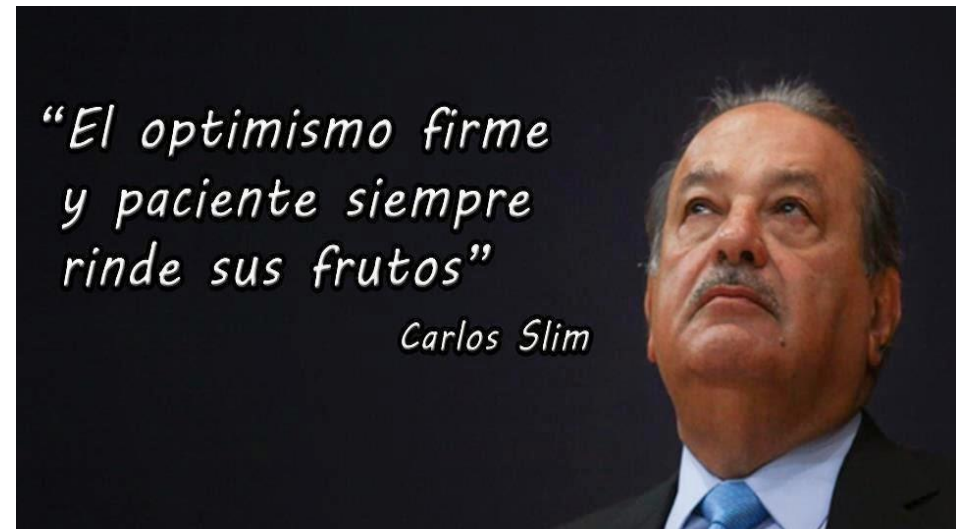 “El optimismo firme
y paciente siempre
rinde sus frutos”
Carlos Slim